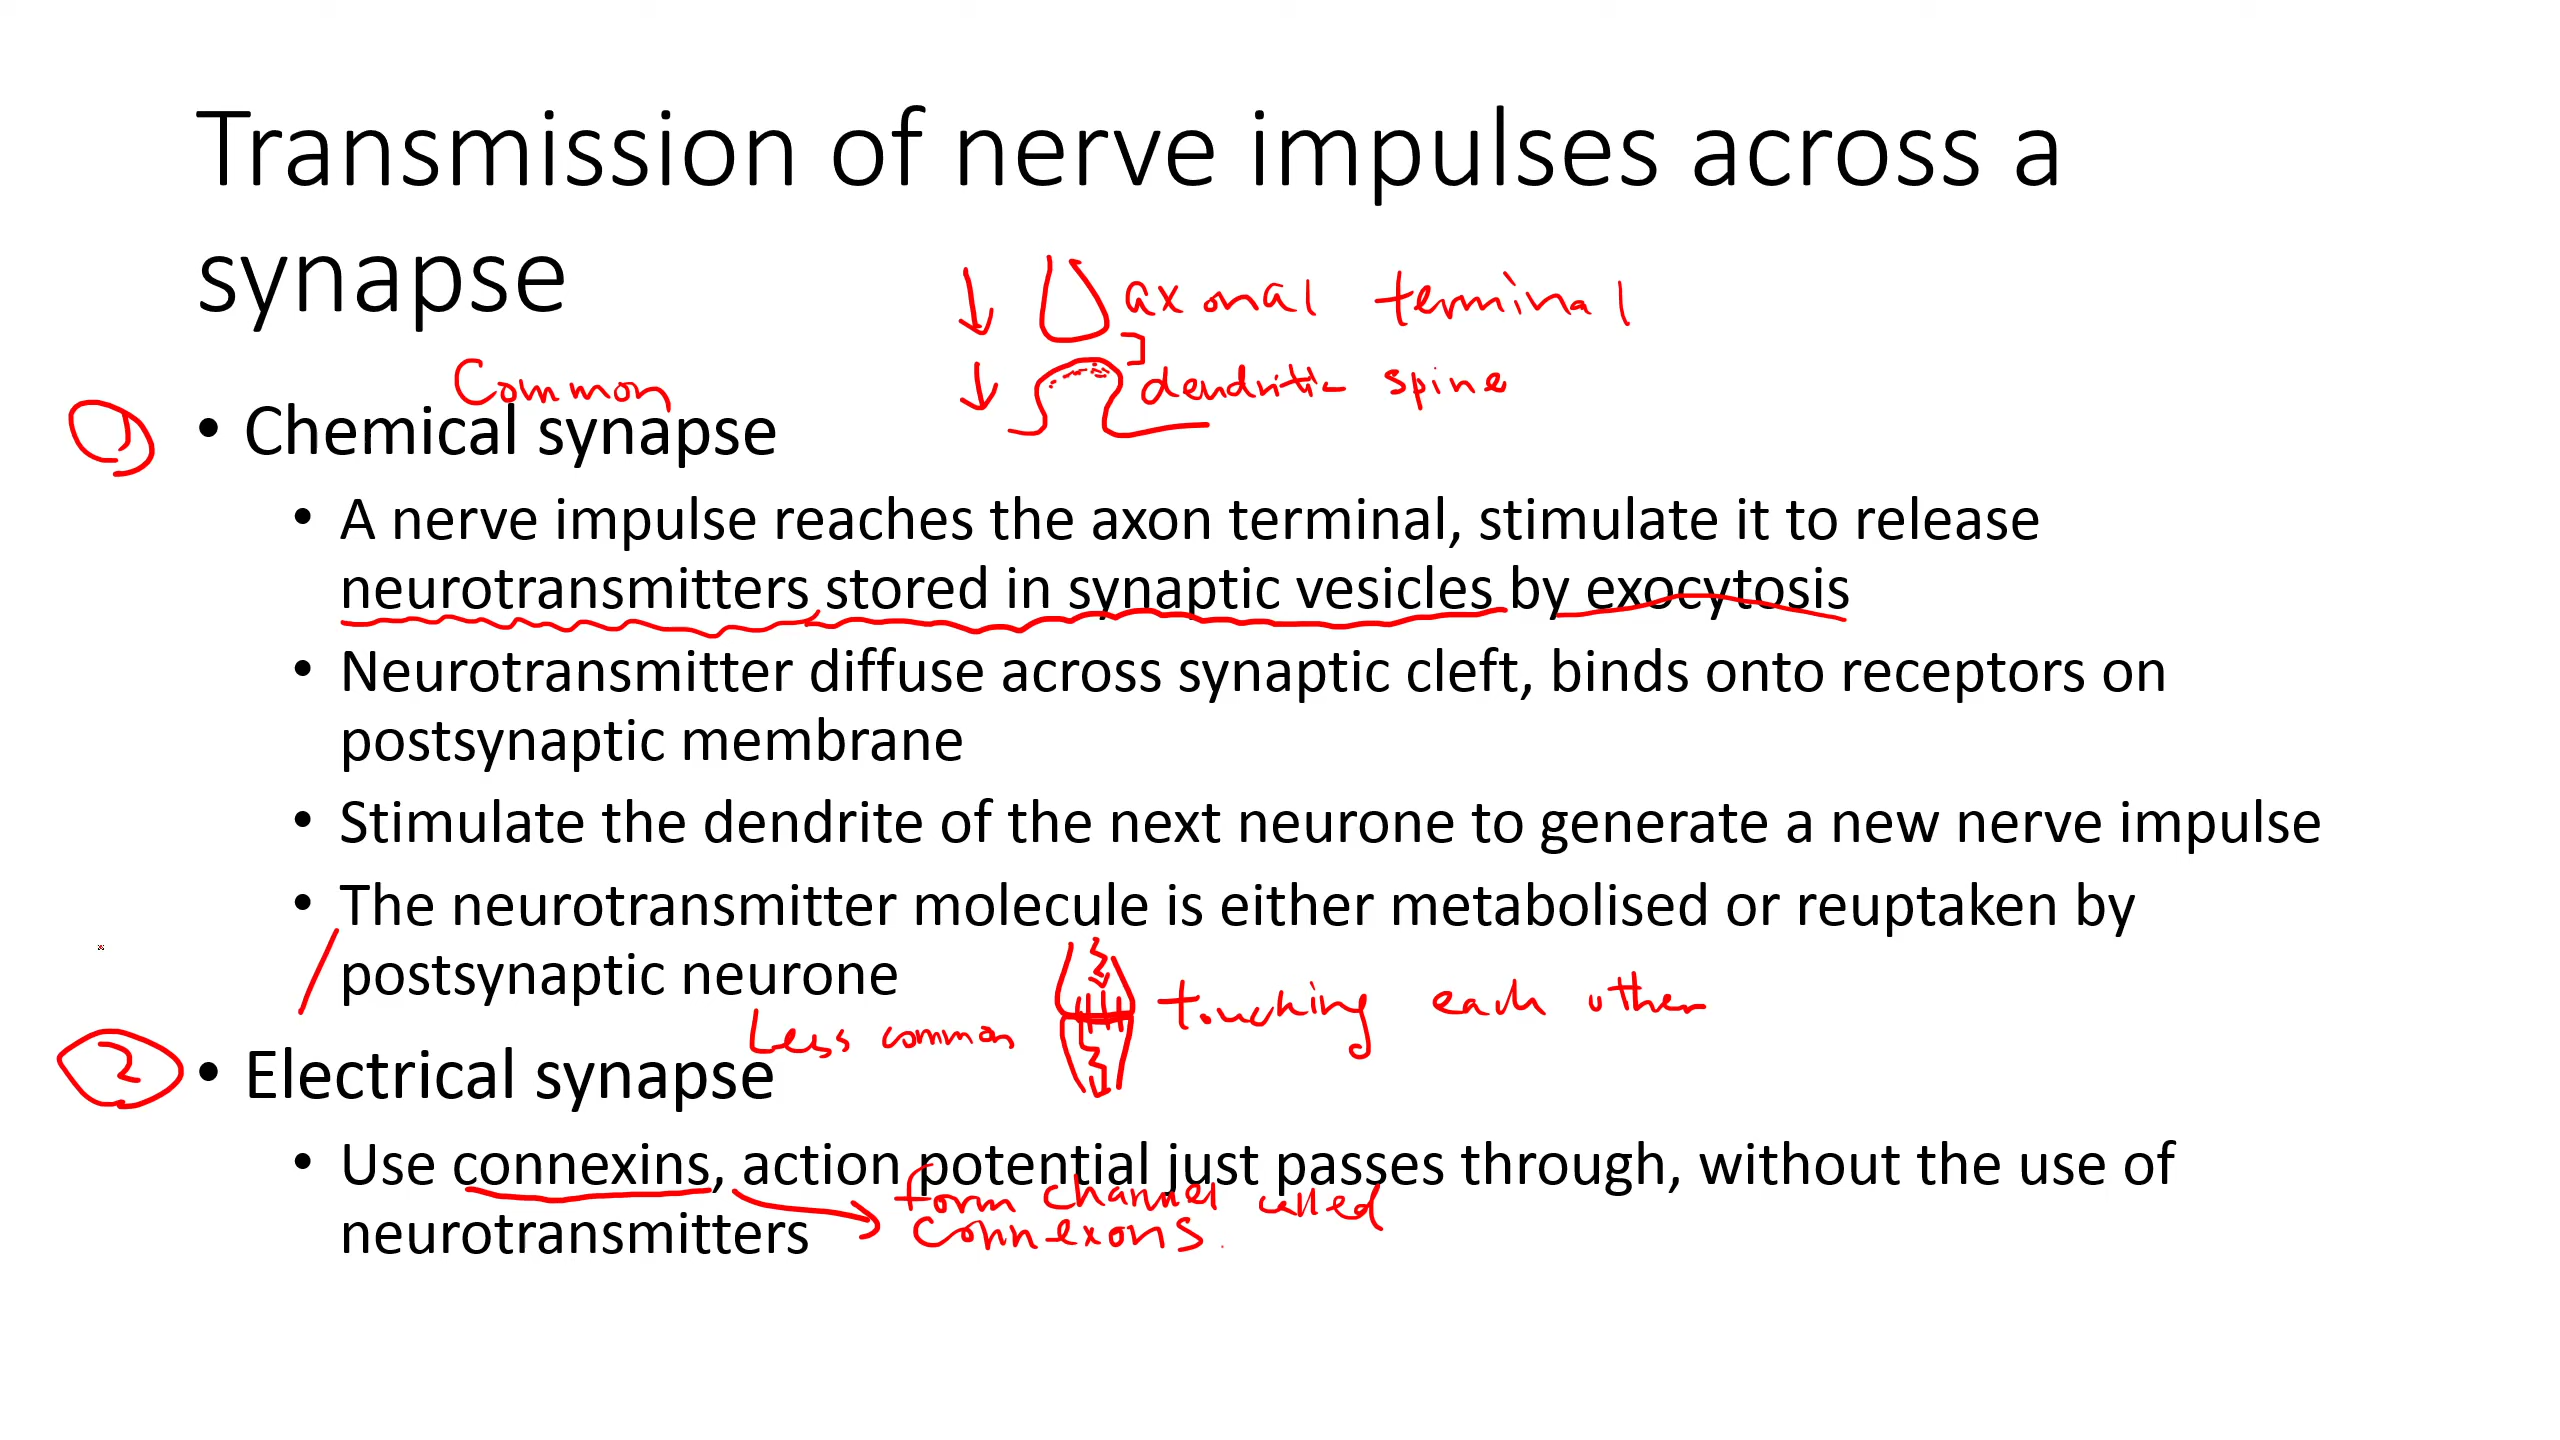 Transmission of nerve impulses across a
synapse
axonal terminal
Common
dendritic spine
1
• Chemical synapse
• A nerve impulse reaches the axon terminal, stimulate it to release
neurotransmitters stored in synaptic vesicles by exocytosis
• Neurotransmitter diffuse across synaptic cleft, binds onto receptors on
postsynaptic membrane
• Stimulate the dendrite of the next neurone to generate a new nerve impulse
• The neurotransmitter molecule is either metabolised or reuptaken by
postsynaptic neurone
touching each other
Less common
2
• Electrical synapse
• Use connexins, action potential just passes through, without the use of
neurotransmitters
form channel called
connexons.